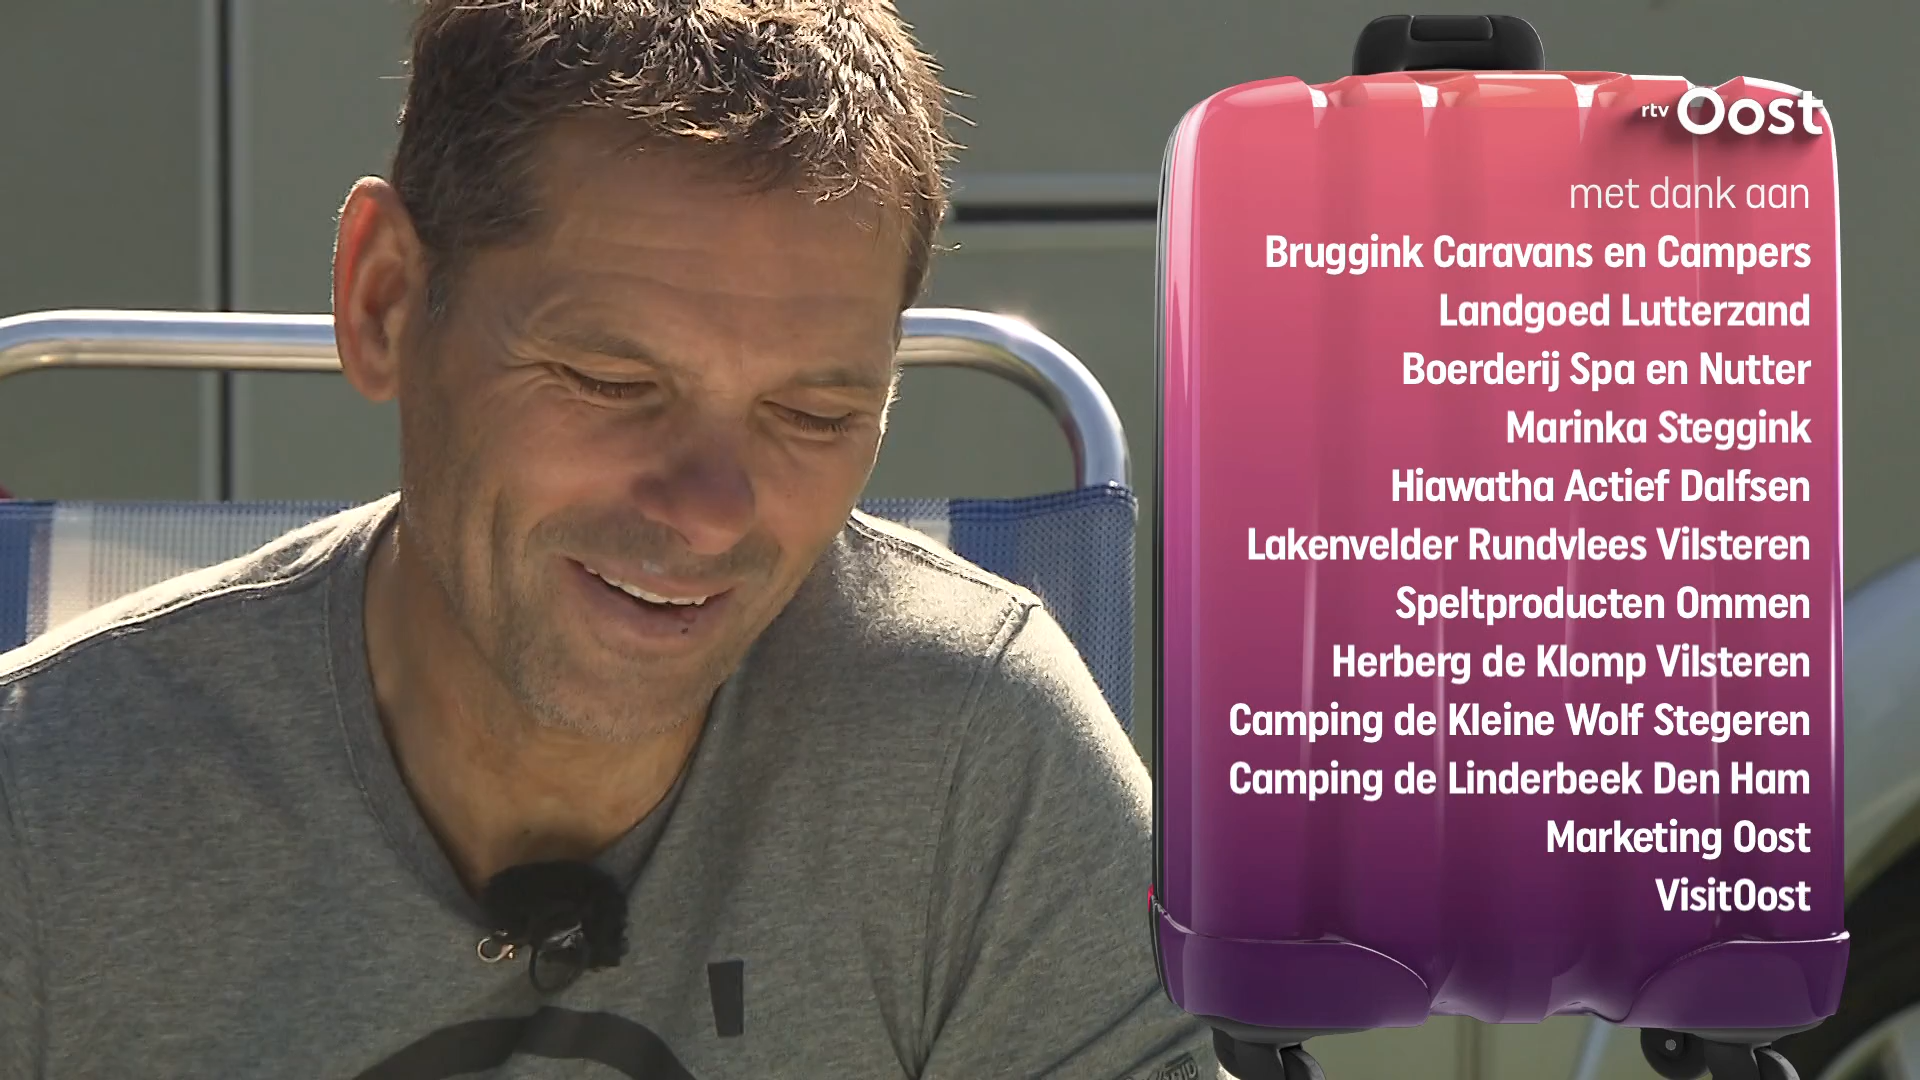 rtv Oost
met dank aan
Bruggink Caravans en Campers
Landgoed Lutterzand
Boerderij Spa en Nutter
Marinka Steggink
Hiawatha Actief Dalfsen
Lakenvelder Rundvlees Vilsteren
Speltproducten Ommen
Herberg de Klomp Vilsteren
Camping de Kleine Wolf Stegeren
Camping de Linderbeek Den Ham
Marketing Oost
VisitOost